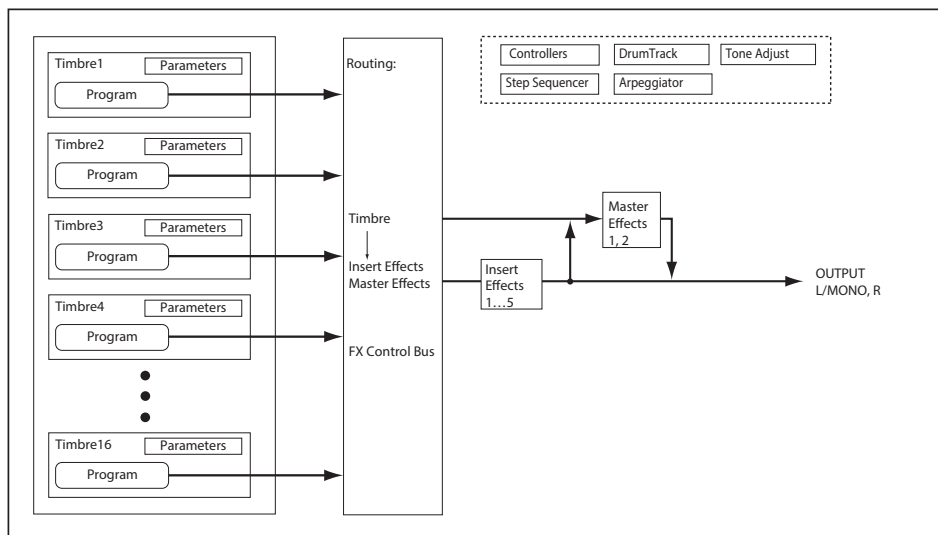 Timbre1
Parameters
Program
Timbre2
Parameters
Program
Timbre3
Parameters
Program
Timbre4
Parameters
Program
Timbre16
Parameters
Program
Routing:
Timbre
Insert Effects
Master Effects
FX Control Bus
Controllers
DrumTrack
Tone Adjust
Step Sequencer
Arpeggiator
Master
Effects
1, 2
Insert
Effects
1…5
OUTPUT
L/MONO, R